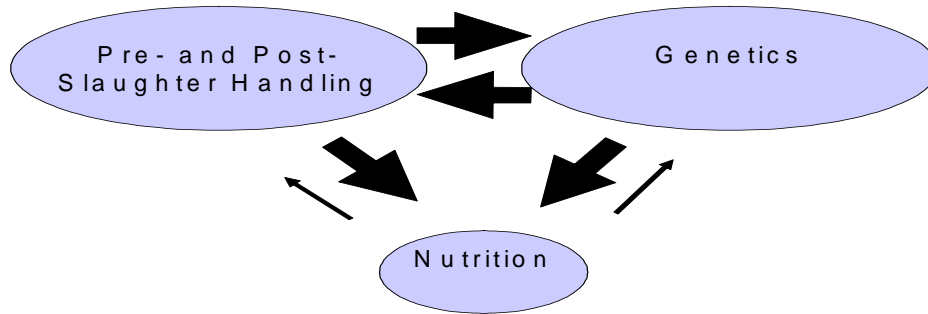 Pre- and Post-
Slaughter Handling
Genetics
Nutrition